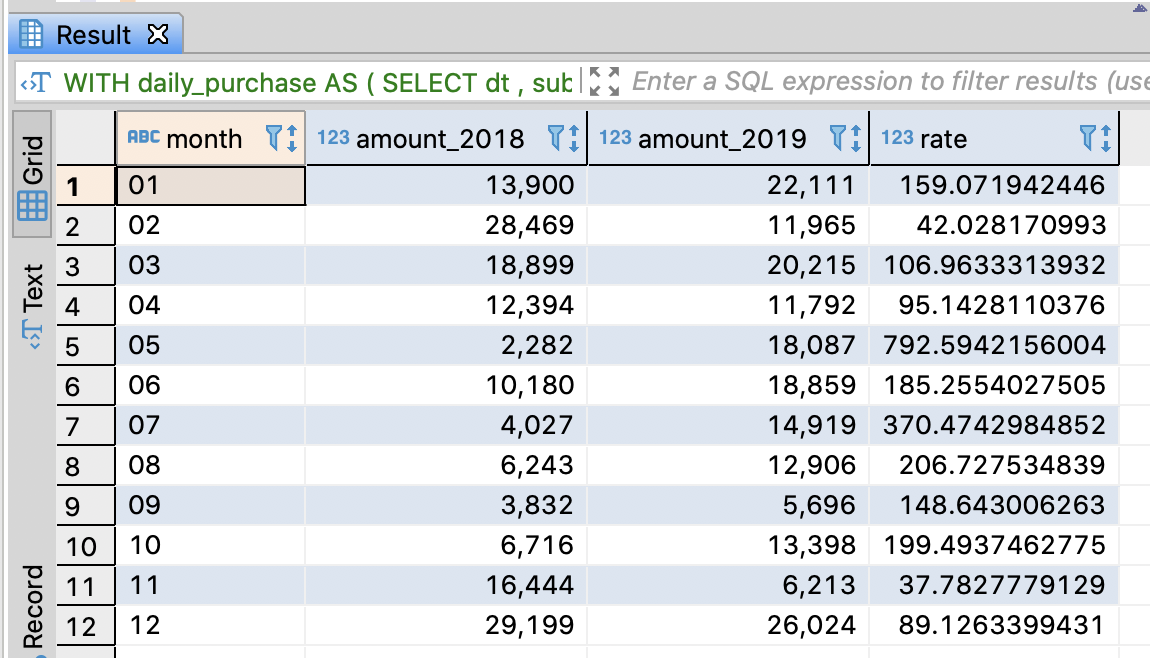 Result
WITH daily_purchase AS ( SELECT dt , sub
Enter a SQL expression to filter results (use
Grid
Text
Record
ABC month 123 amount_2018 123 amount_2019 123 rate
1 01 13,900 22,111 159.071942446
2 02 28,469 11,965 42.028170993
3 03 18,899 20,215 106.9633313932
4 04 12,394 11,792 95.1428110376
5 05 2,282 18,087 792.5942156004
6 06 10,180 18,859 185.2554027505
7 07 4,027 14,919 370.4742984852
8 08 6,243 12,906 206.727534839
9 09 3,832 5,696 148.643006263
10 10 6,716 13,398 199.4937462775
11 11 16,444 6,213 37.7827779129
12 12 29,199 26,024 89.1263399431